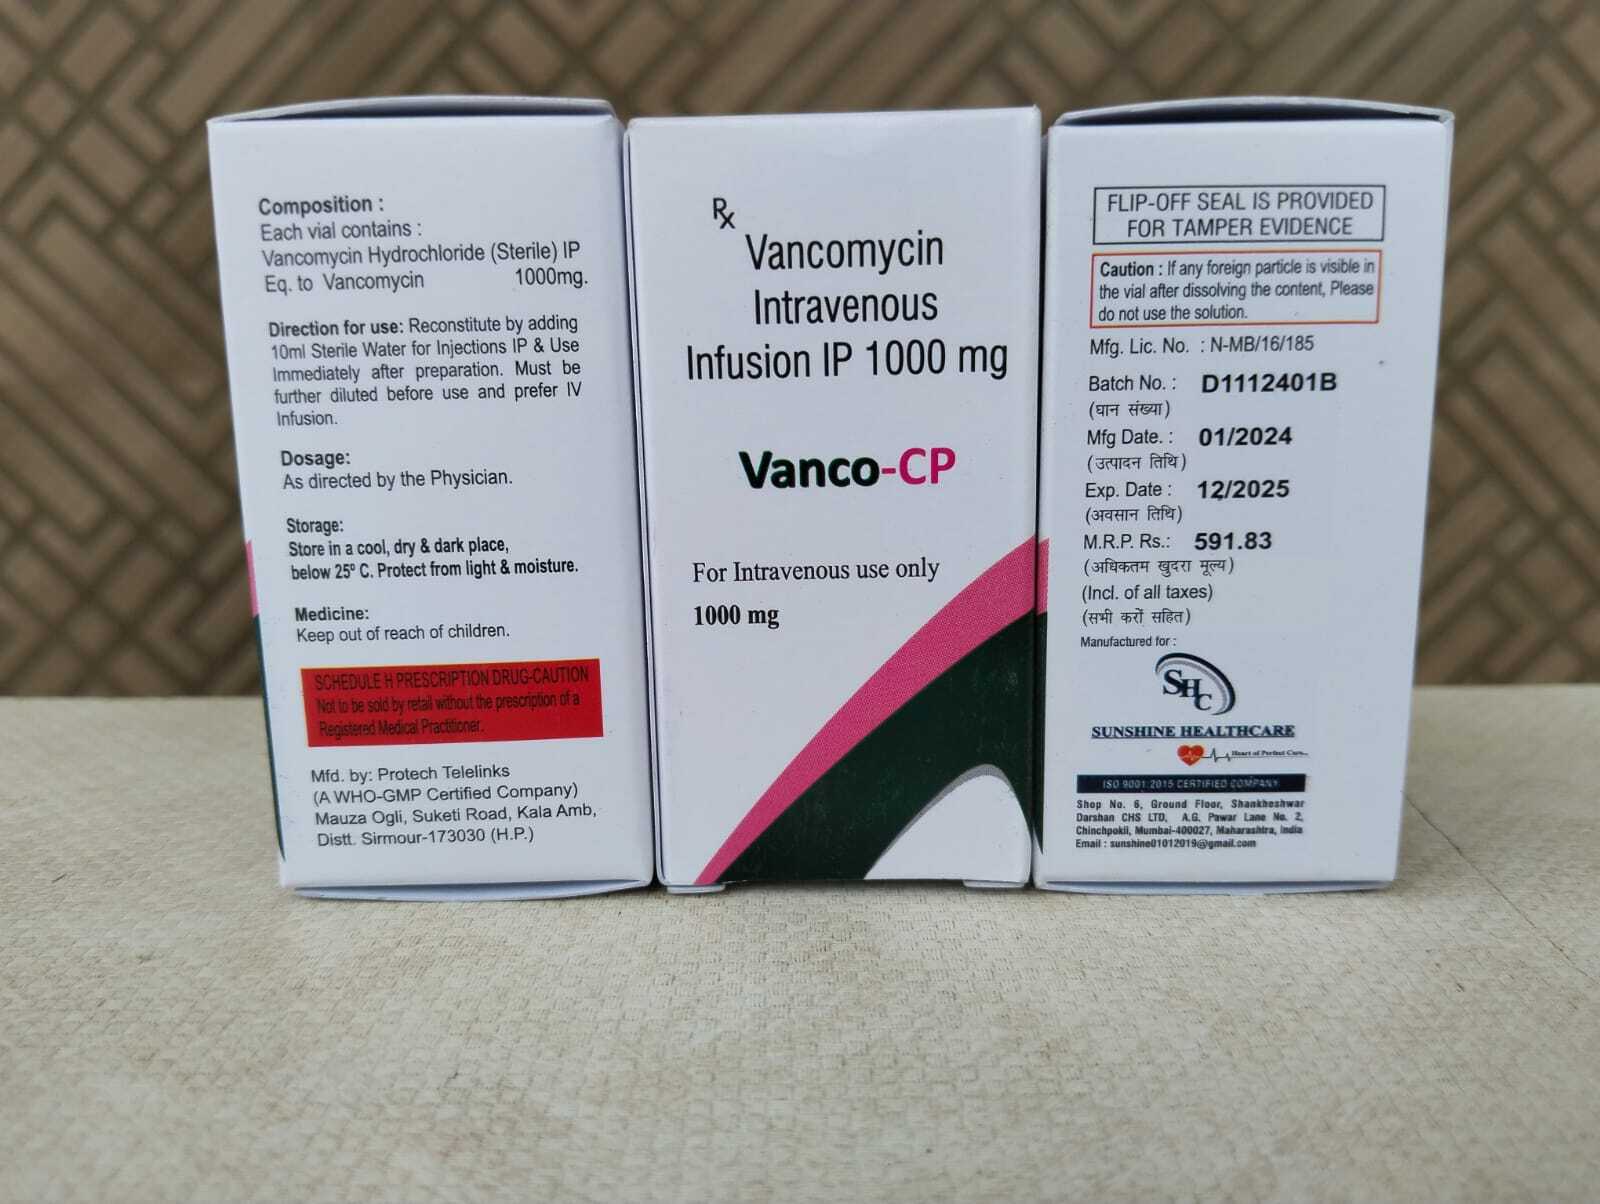 Composition :
Each vial contains :
Vancomycin Hydrochloride (Sterile) IP
Eq. to Vancomycin 1000mg.
Direction for use: Reconstitute by adding
10ml Sterile Water for Injections IP & Use
Immediately after preparation. Must be
further diluted before use and prefer IV
Infusion.
Dosage:
As directed by the Physician.
Storage:
Store in a cool, dry & dark place,
below 25º C. Protect from light & moisture.
Medicine:
Keep out of reach of children.
SCHEDULE H PRESCRIPTION DRUG-CAUTION
Not to be sold by retail without the prescription of a
Registered Medical Practitioner.
Mfd. by: Protech Telelinks
(A WHO-GMP Certified Company)
Mauza Ogli, Suketi Road, Kala Amb,
Distt. Sirmour-173030 (H.P.)
Rx
Vancomycin
Intravenous
Infusion IP 1000 mg
Vanco-CP
For Intravenous use only
1000 mg
FLIP-OFF SEAL IS PROVIDED
FOR TAMPER EVIDENCE
Caution : If any foreign particle is visible in
the vial after dissolving the content, Please
do not use the solution.
Mfg. Lic. No. : N-MB/16/185
Batch No. : D1112401B
(घान संख्या)
Mfg Date. : 01/2024
(उत्पादन तिथि)
Exp. Date : 12/2025
(अवसान तिथि)
M.R.P. Rs.: 591.83
(अधिकतम खुदरा मूल्य)
(Incl. of all taxes)
(सभी करों सहित)
Manufactured for :
SHC
SUNSHINE HEALTHCARE
Heart of Perfect Care...
ISO 9001:2015 CERTIFIED COMPANY
Shop No. 6, Ground Floor, Shankheshwar
Darshan CHS LTD, A.G. Pawar Lane No. 2,
Chinchpokli, Mumbai-400027, Maharashtra, India
Email : sunshine01012019@gmail.com